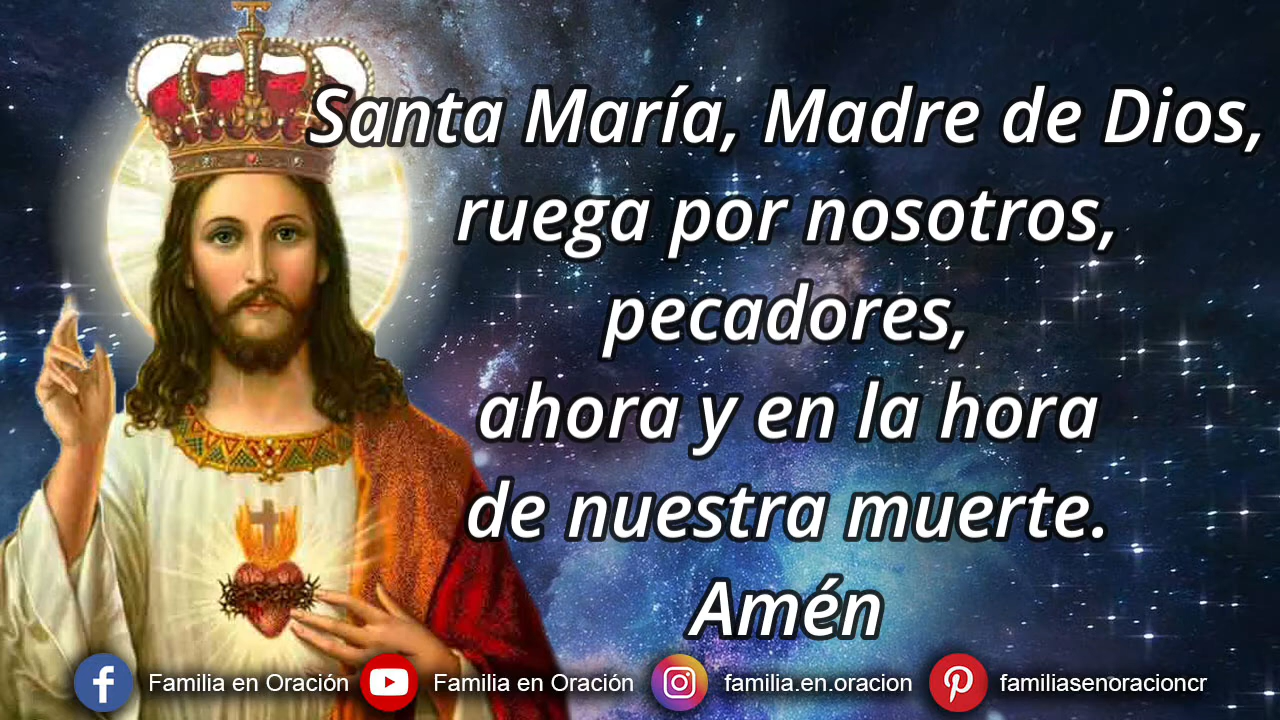 Santa María, Madre de Dios,
ruega por nosotros,
pecadores,
ahora y en la hora
de nuestra muerte.
Amén
Familia en Oración
Familia en Oración
familia.en.oracion
familiasenoracioncr